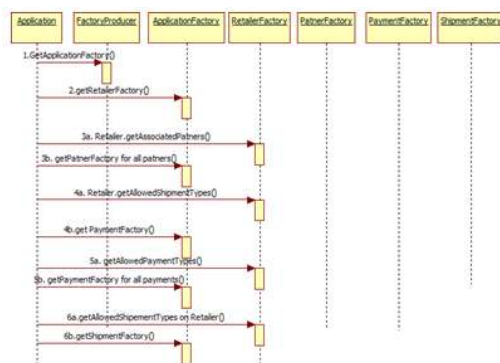 Application
FactoryProducer
ApplicationFactory
RetailerFactory
PatnerFactory
PaymentFactory
ShipmentFactory
1.GetApplicationFactory()
2.getRetailerFactory()
3a. Retailer.getAssociatedPatners()
3b. getPatnerFactory for all patners()
4a. Retailer.getAllowedShipmentTypes()
4b.get PaymentFactory()
5a. getAllowedPaymentTypes()
5b. getPaymentFactory for all payments()
6a.getAllowedShipementTypes on Retailer()
6b.getShipmentFactory()